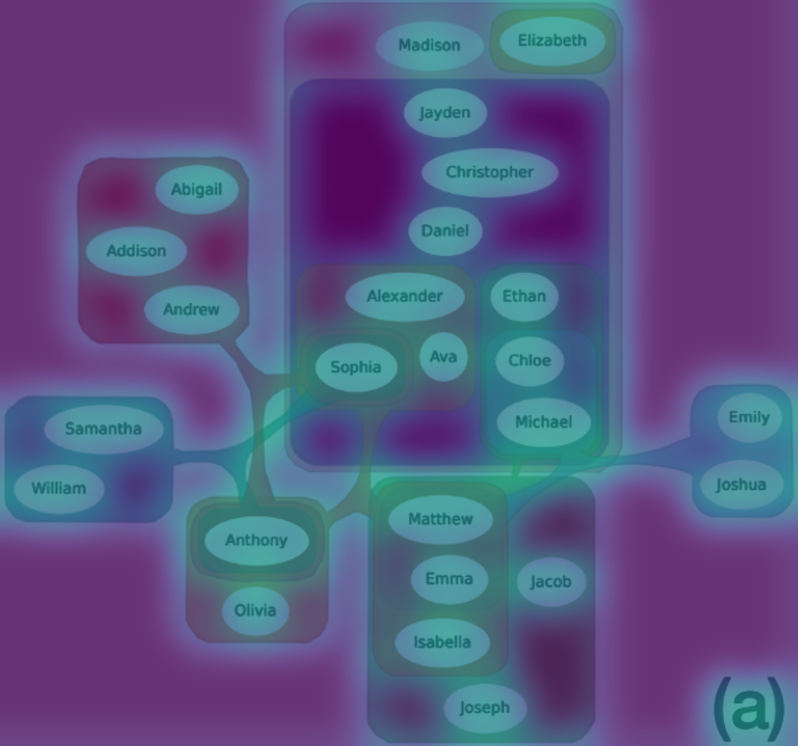 Madison
Elizabeth
Jayden
Christopher
Daniel
Abigail
Addison
Andrew
Alexander
Ethan
Sophia
Ava
Chloe
Michael
Samantha
William
Emily
Joshua
Anthony
Olivia
Matthew
Emma
Jacob
Isabella
Joseph
(a)